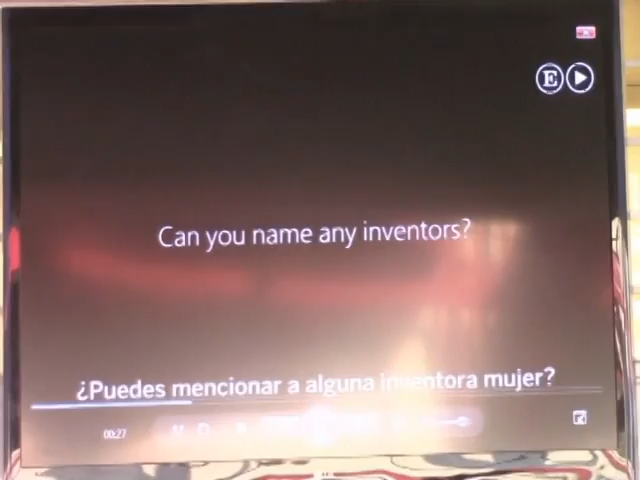 E
Can you name any inventors?
¿Puedes mencionar a alguna inventora mujer?
00:27